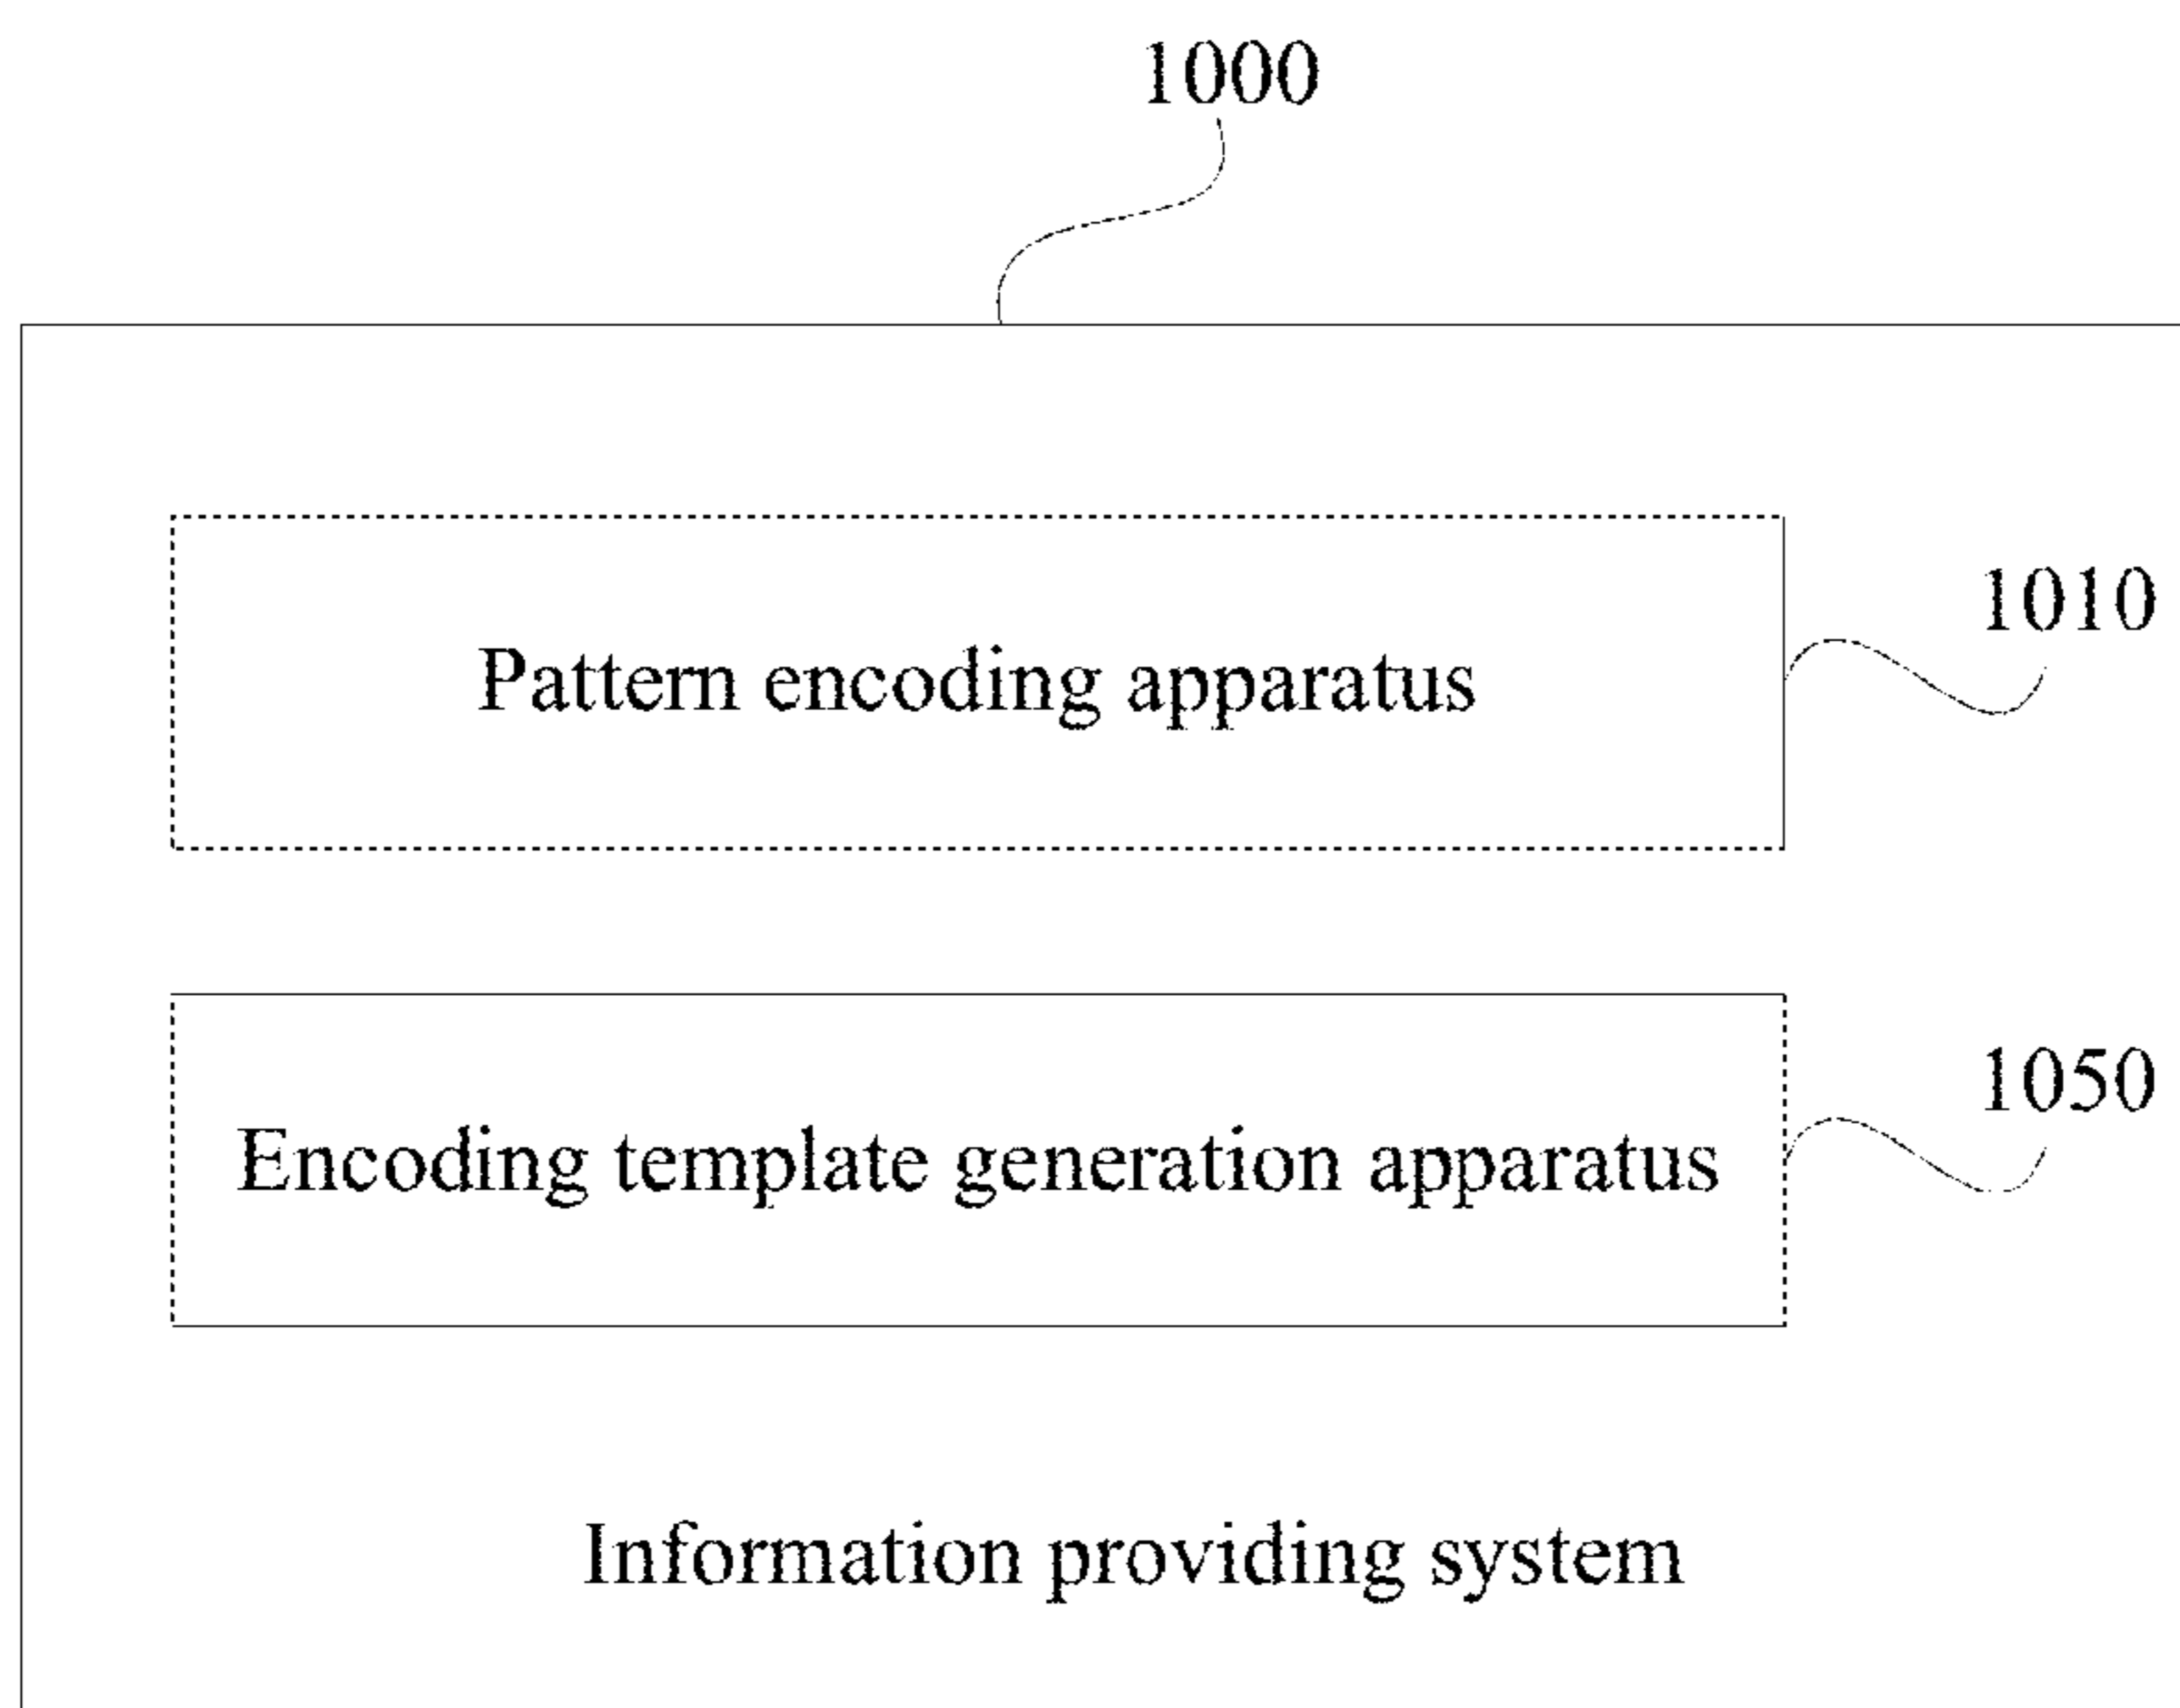 1000
1010
Pattern encoding apparatus
1050
Encoding template generation apparatus
Information providing system